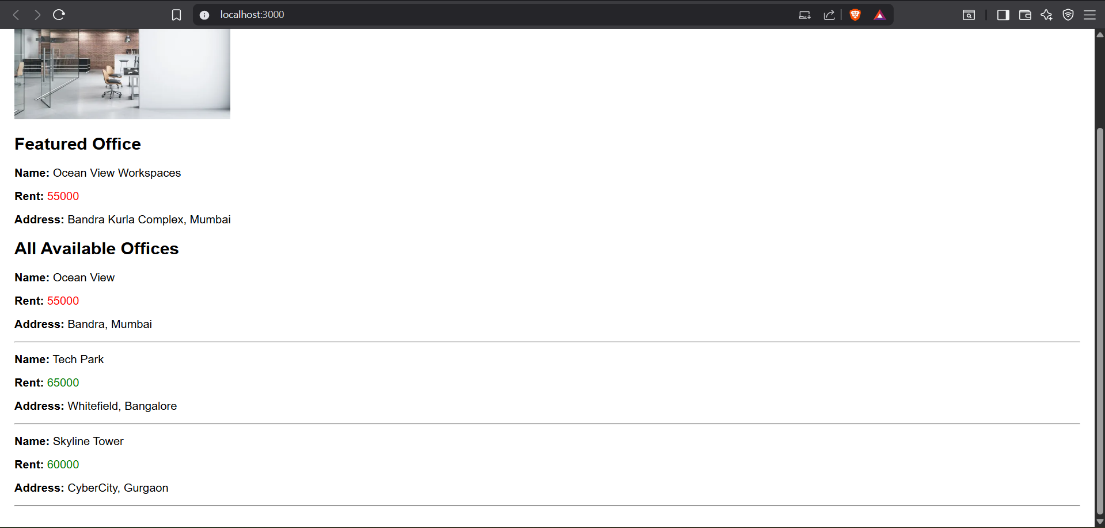 localhost:3000
Featured Office
Name: Ocean View Workspaces
Rent: 55000
Address: Bandra Kurla Complex, Mumbai
All Available Offices
Name: Ocean View
Rent: 55000
Address: Bandra, Mumbai
Name: Tech Park
Rent: 65000
Address: Whitefield, Bangalore
Name: Skyline Tower
Rent: 60000
Address: CyberCity, Gurgaon